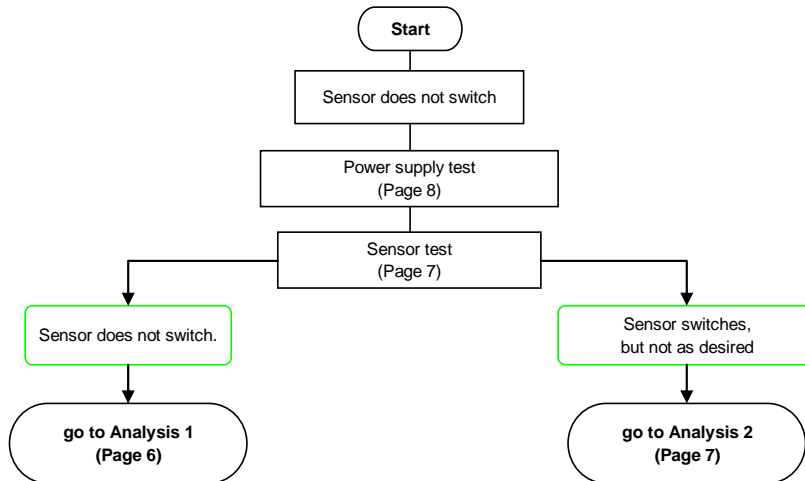 Start
Sensor does not switch
Power supply test
(Page 8)
Sensor test
(Page 7)
Sensor does not switch.
Sensor switches,
but not as desired
go to Analysis 1
(Page 6)
go to Analysis 2
(Page 7)